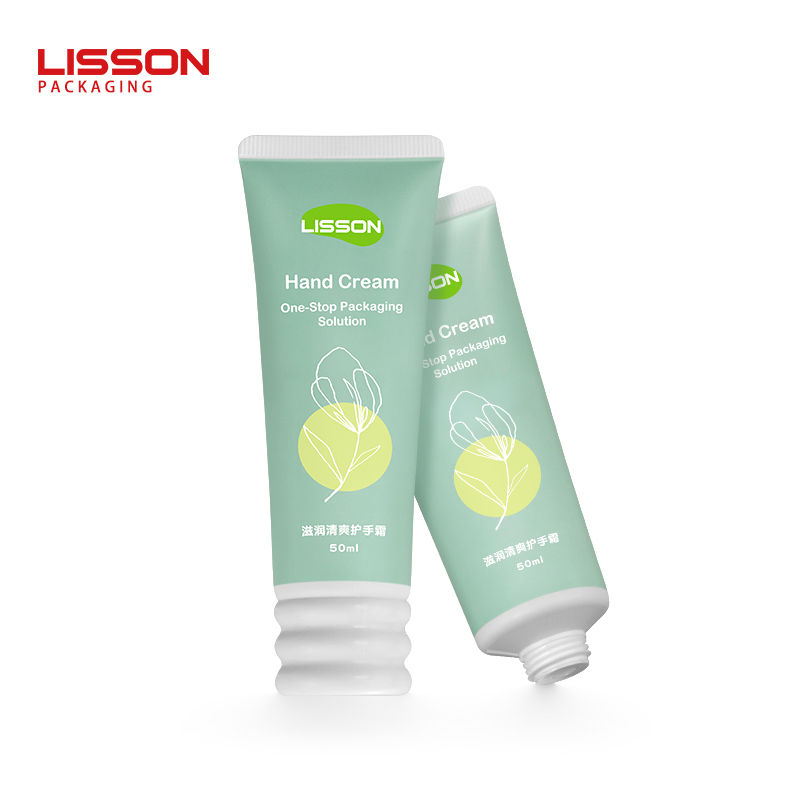 LISSON
PACKAGING
LISSON
Hand Cream
One-Stop Packaging
Solution
滋润清爽护手霜
50ml
SON
d Cream
Stop Packaging
Solution
滋润清爽护手霜
50ml